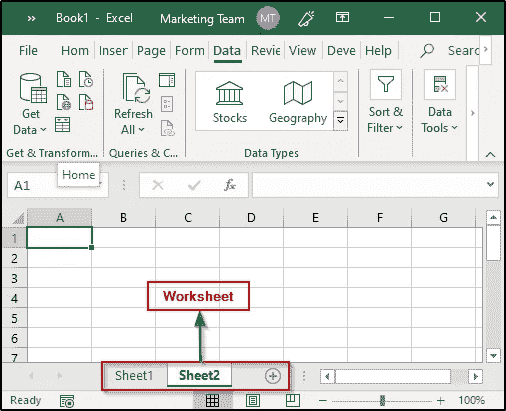 » Book1 - Excel Marketing Team MT
File Hom Inser Page Form Data Revie View Deve Help Searc
Get Data Refresh All Stocks Geography Sort & Filter Data Tools
Get & Transform... Queries & C... Data Types
Home
A1 fx
A B C D E F G
1
2
3
4 Worksheet
5
6
7
Sheet1 Sheet2
Ready 100%